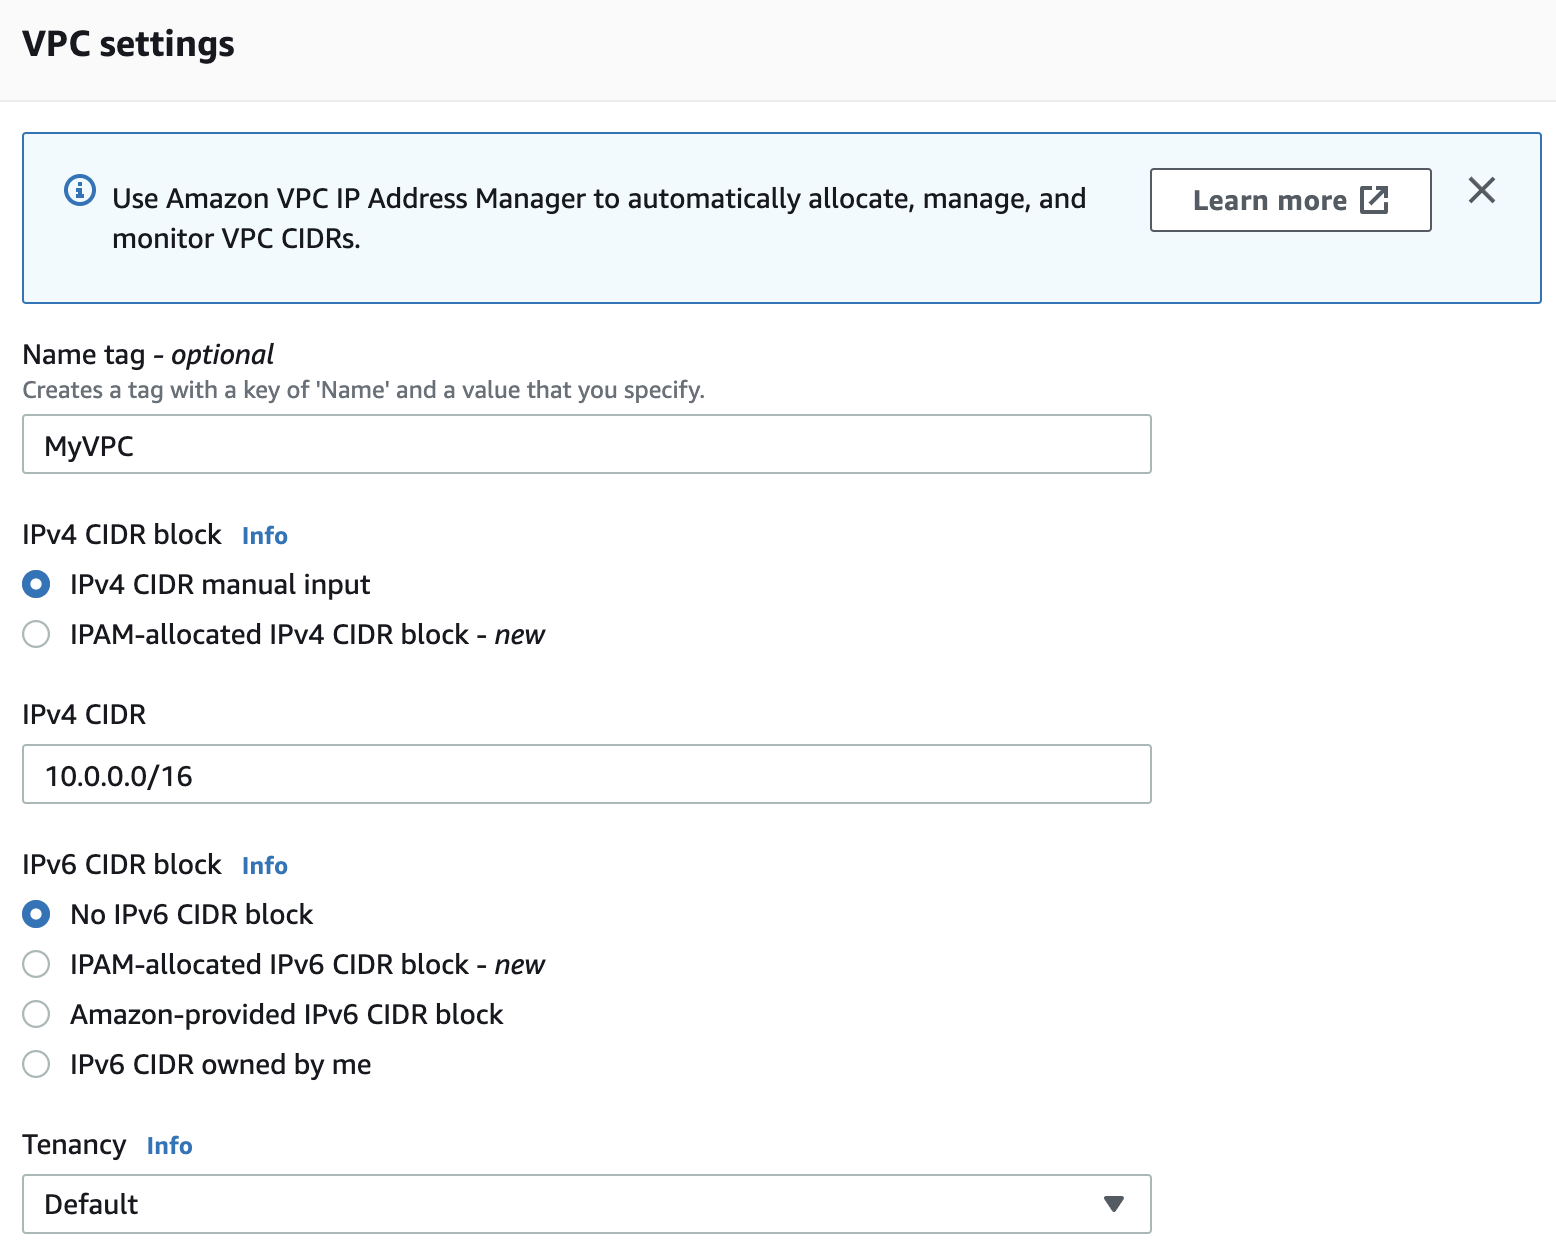 VPC settings
Use Amazon VPC IP Address Manager to automatically allocate, manage, and
monitor VPC CIDRs.
Learn more
Name tag - optional
Creates a tag with a key of 'Name' and a value that you specify.
MyVPC
IPv4 CIDR block Info
IPv4 CIDR manual input
IPAM-allocated IPv4 CIDR block - new
IPv4 CIDR
10.0.0.0/16
IPv6 CIDR block Info
No IPv6 CIDR block
IPAM-allocated IPv6 CIDR block - new
Amazon-provided IPv6 CIDR block
IPv6 CIDR owned by me
Tenancy Info
Default